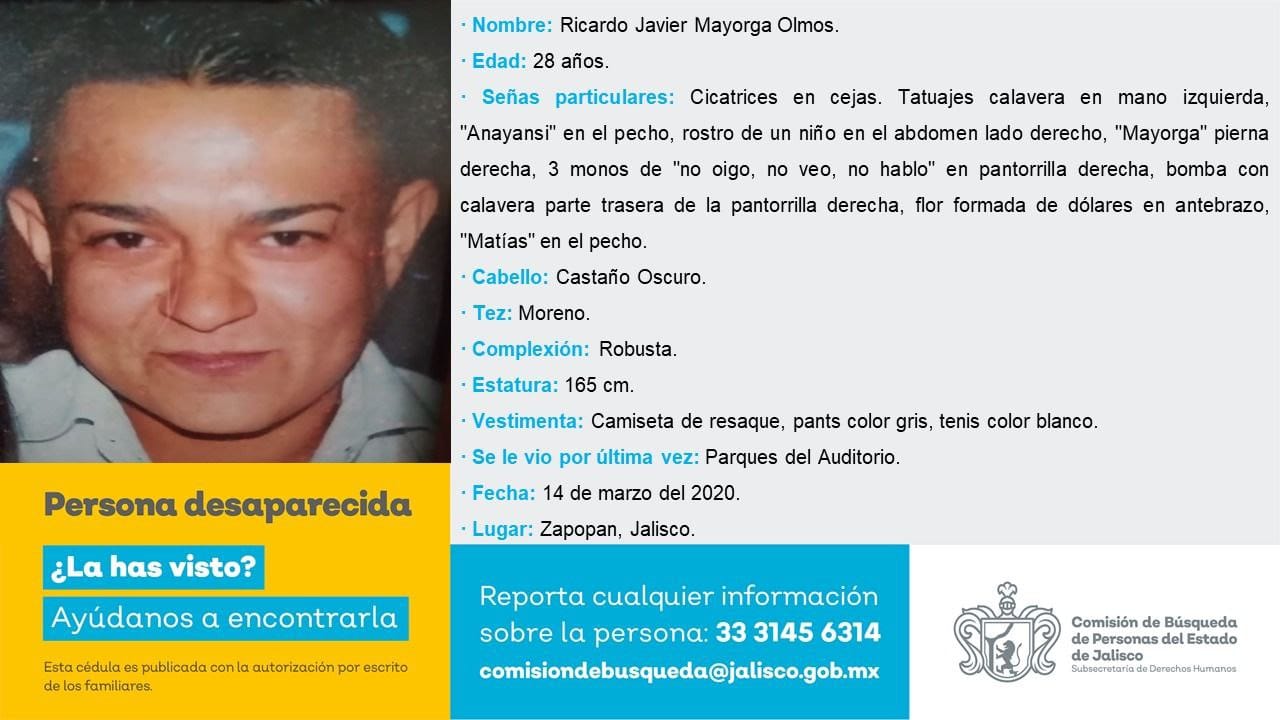 · Nombre: Ricardo Javier Mayorga Olmos.
· Edad: 28 años.
· Señas particulares: Cicatrices en cejas. Tatuajes calavera en mano izquierda,
"Anayansi" en el pecho, rostro de un niño en el abdomen lado derecho, "Mayorga" pierna
derecha, 3 monos de "no oigo, no veo, no hablo" en pantorrilla derecha, bomba con
calavera parte trasera de la pantorrilla derecha, flor formada de dólares en antebrazo,
"Matías" en el pecho.
· Cabello: Castaño Oscuro.
· Tez: Moreno.
· Complexión: Robusta.
· Estatura: 165 cm.
· Vestimenta: Camiseta de resaque, pants color gris, tenis color blanco.
· Se le vio por última vez: Parques del Auditorio.
· Fecha: 14 de marzo del 2020.
· Lugar: Zapopan, Jalisco.
Persona desaparecida
¿La has visto?
Ayúdanos a encontrarla
Esta cédula es publicada con la autorización por escrito
de los familiares.
Reporta cualquier información
sobre la persona: 33 3145 6314
comisiondebusqueda@jalisco.gob.mx
Comisión de Búsqueda
de Personas del Estado
de Jalisco
Subsecretaría de Derechos Humanos